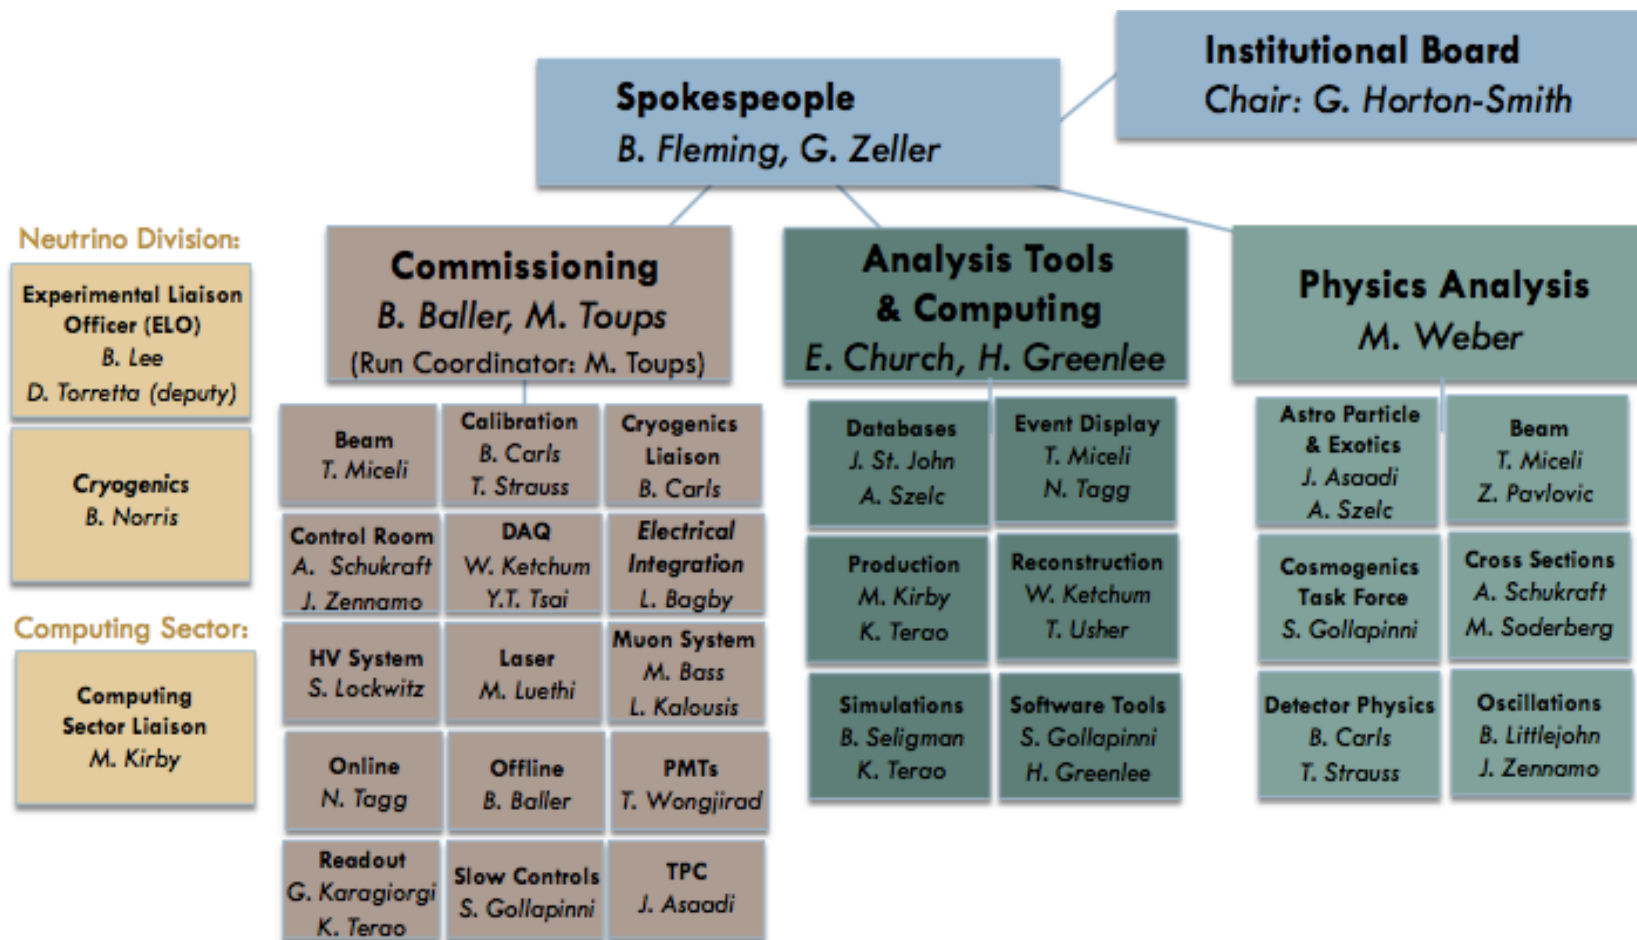 Institutional Board
Chair: G. Horton-Smith
Spokespeople
B. Fleming, G. Zeller
Neutrino Division:
Experimental Liaison
Officer (ELO)
B. Lee
D. Torretta (deputy)
Cryogenics
B. Norris
Computing Sector:
Computing
Sector Liaison
M. Kirby
Commissioning
B. Baller, M. Toups
(Run Coordinator: M. Toups)
Beam
T. Miceli
Calibration
B. Carls
T. Strauss
Cryogenics
Liaison
B. Carls
Control Room
A. Schukraft
J. Zennamo
DAQ
W. Ketchum
Y.T. Tsai
Electrical
Integration
L. Bagby
HV System
S. Lockwitz
Laser
M. Luethi
Muon System
M. Bass
L. Kalousis
Online
N. Tagg
Offline
B. Baller
PMTs
T. Wongjirad
Readout
G. Karagiorgi
K. Terao
Slow Controls
S. Gollapinni
TPC
J. Asaadi
Analysis Tools
& Computing
E. Church, H. Greenlee
Databases
J. St. John
A. Szelc
Event Display
T. Miceli
N. Tagg
Production
M. Kirby
K. Terao
Reconstruction
W. Ketchum
T. Usher
Simulations
B. Seligman
K. Terao
Software Tools
S. Gollapinni
H. Greenlee
Physics Analysis
M. Weber
Astro Particle
& Exotics
J. Asaadi
A. Szelc
Beam
T. Miceli
Z. Pavlovic
Cosmogenics
Task Force
S. Gollapinni
Cross Sections
A. Schukraft
M. Soderberg
Detector Physics
B. Carls
T. Strauss
Oscillations
B. Littlejohn
J. Zennamo